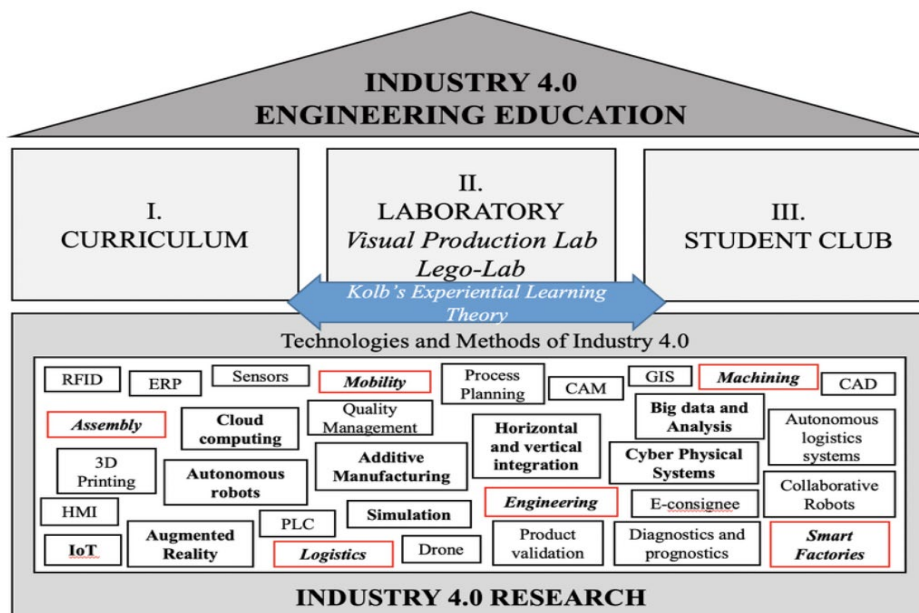 INDUSTRY 4.0
ENGINEERING EDUCATION
I.
CURRICULUM
II.
LABORATORY
Visual Production Lab
Lego-Lab
III.
STUDENT CLUB
Kolb's Experiential Learning
Theory
Technologies and Methods of Industry 4.0
RFID
ERP
Sensors
Mobility
Process
Planning
CAM
GIS
Machining
CAD
Assembly
Cloud
computing
Quality
Management
Horizontal
and vertical
integration
Big data and
Analysis
Autonomous
logistics
systems
3D
Printing
Autonomous
robots
Additive
Manufacturing
Cyber Physical
Systems
Collaborative
Robots
HMI
PLC
Simulation
Engineering
E-consignee
IoT
Augmented
Reality
Logistics
Drone
Product
validation
Diagnostics and
prognostics
Smart
Factories
INDUSTRY 4.0 RESEARCH